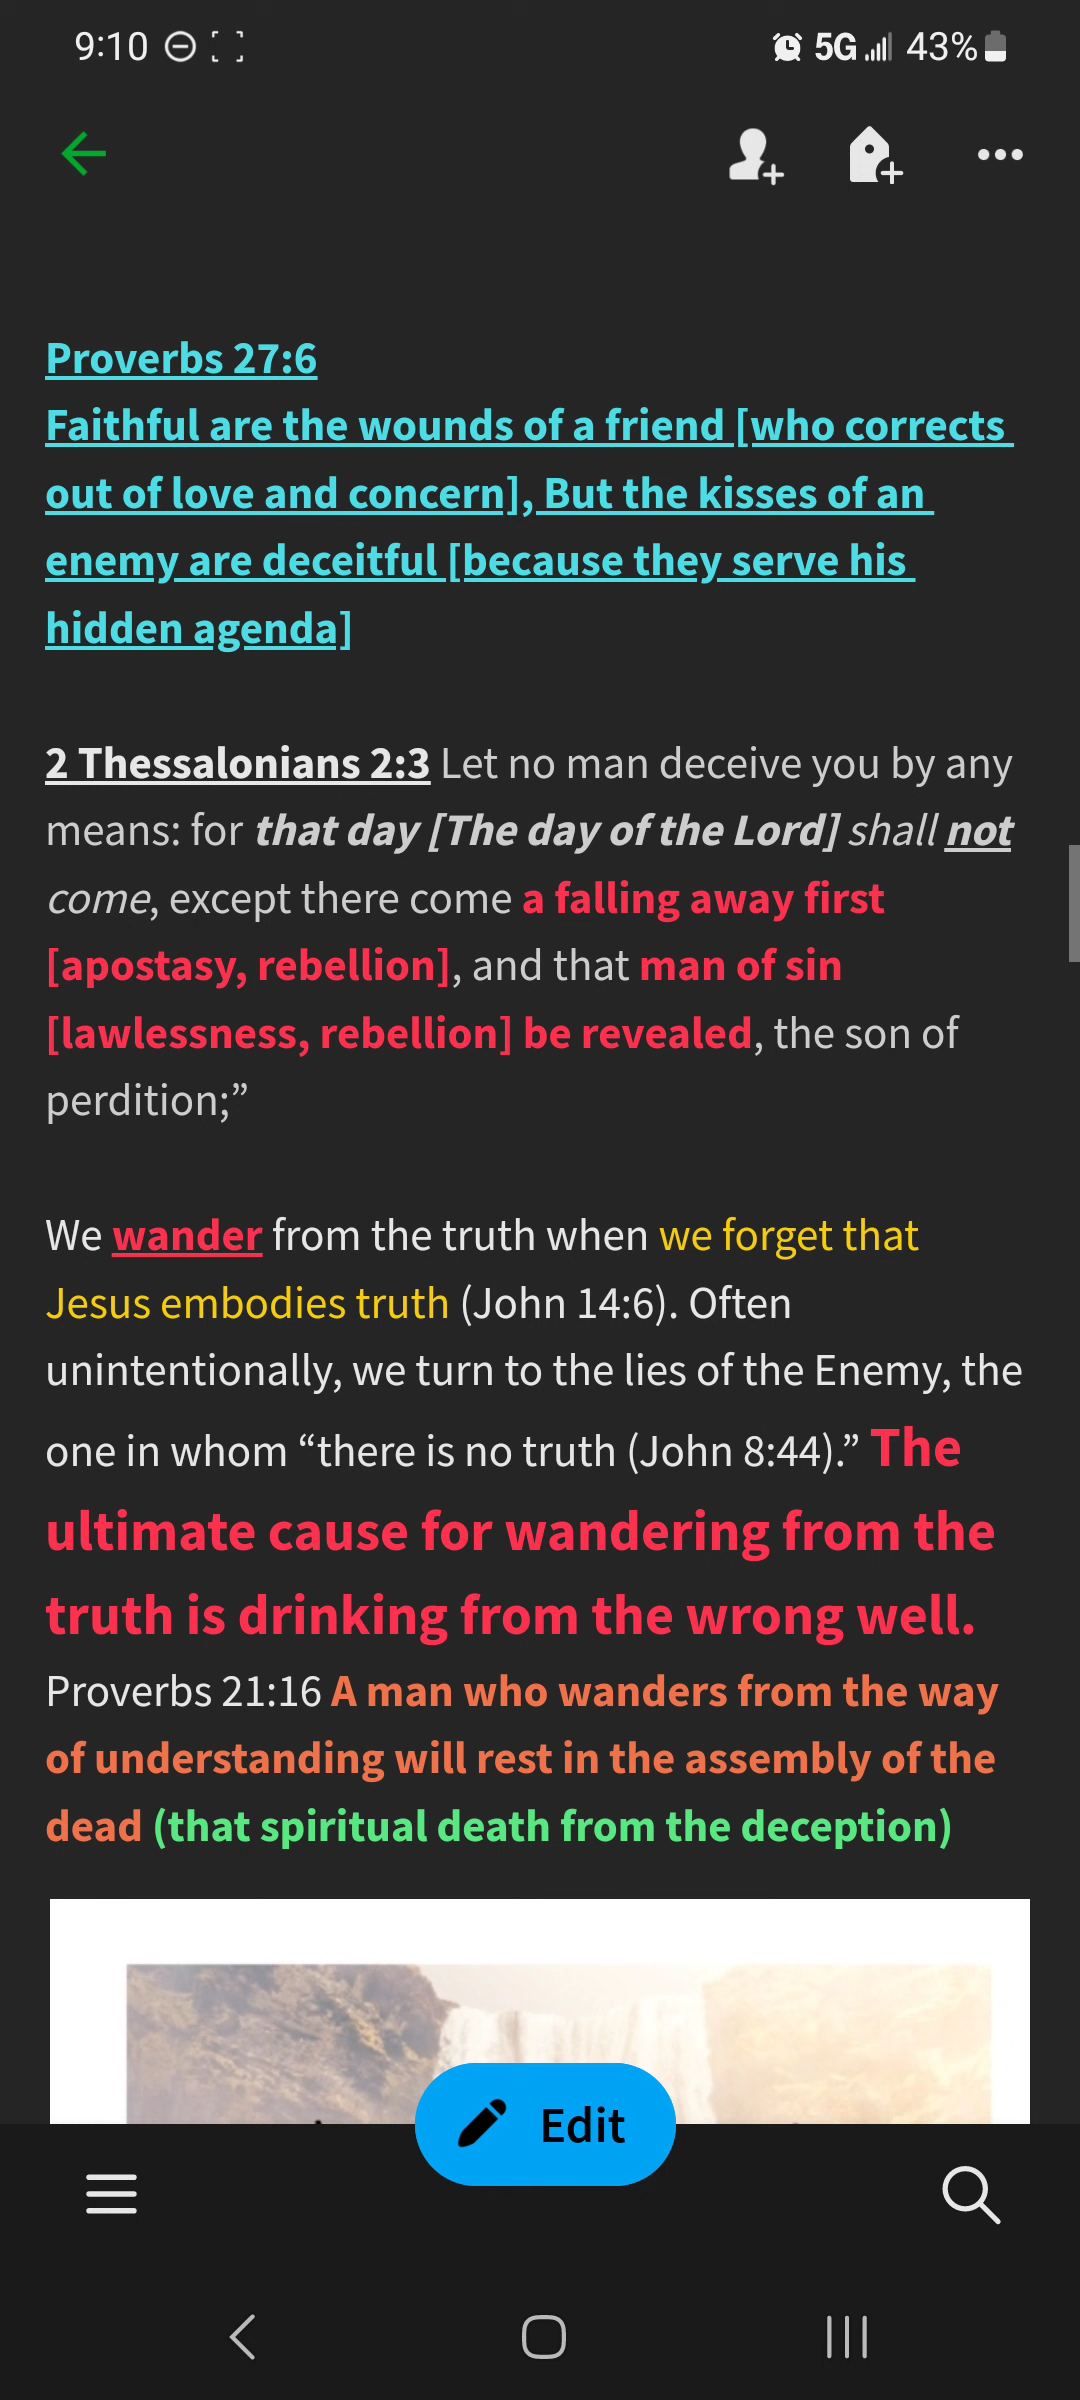 9:10
5G 43%
Proverbs 27:6
Faithful are the wounds of a friend [who corrects
out of love and concern], But the kisses of an
enemy are deceitful [because they serve his
hidden agenda]
2 Thessalonians 2:3 Let no man deceive you by any
means: for that day [The day of the Lord] shall not
come, except there come a falling away first
[apostasy, rebellion], and that man of sin
[lawlessness, rebellion] be revealed, the son of
perdition;”
We wander from the truth when we forget that
Jesus embodies truth (John 14:6). Often
unintentionally, we turn to the lies of the Enemy, the
one in whom “there is no truth (John 8:44).” The
ultimate cause for wandering from the
truth is drinking from the wrong well.
Proverbs 21:16 A man who wanders from the way
of understanding will rest in the assembly of the
dead (that spiritual death from the deception)
Edit